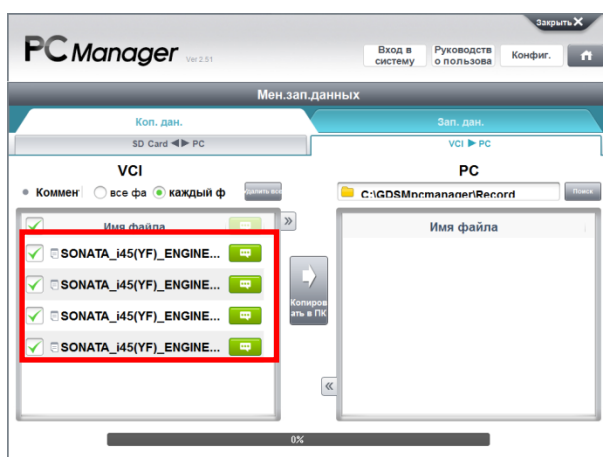 Закрыть X
PC Manager Ver 2.51
Вход в систему
Руководств о пользова
Конфиг.
Мен.зап.данных
Коп. дан.
Зап. дан.
SD Card ◀▶ PC
VCI ▶ PC
VCI
PC
Коммен все фа каждый ф
C:\GDSMpcmanager\Record
Поиск
Имя файла
Имя файла
SONATA_i45(YF)_ENGINE...
SONATA_i45(YF)_ENGINE...
SONATA_i45(YF)_ENGINE...
SONATA_i45(YF)_ENGINE...
Копиров
ать в ПК
0%